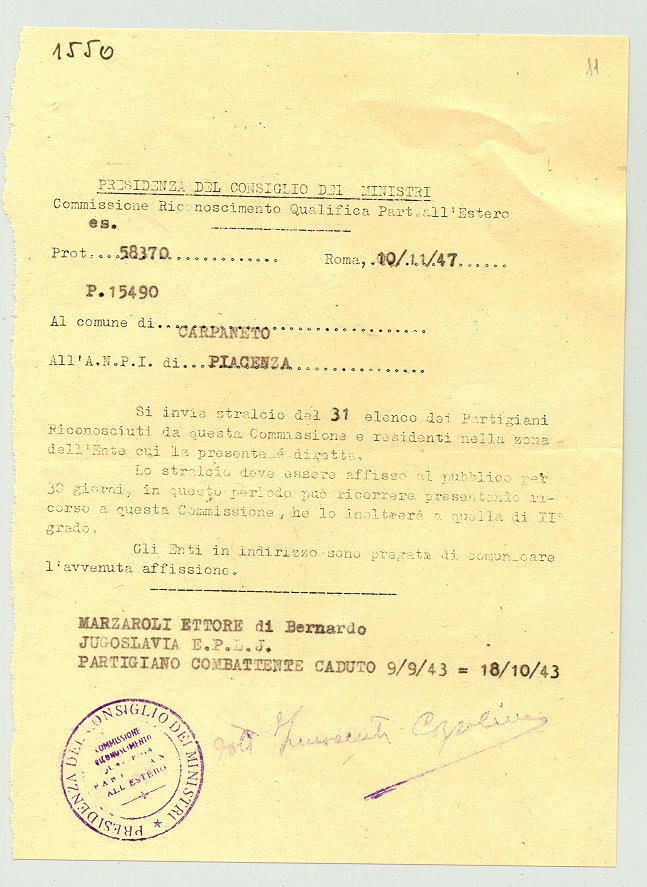 1550
11
PRESIDENZA DEL CONSIGLIO DEI MINISTRI
Commissione Riconoscimento Qualifica Part.all'Estero
es.
Prot....58370.............. Roma,..10/11/47......
P.15490
Al comune di...CARPANETO......................
All'A.N.P.I. di...PIACENZA.................
Si invia stralcio del 31 elenco dei Partigiani
Riconosciuti da questa Commissione e residenti nella zona
dell'Ente cui la presente é diretta.
Lo stralcio deve essere affisso al pubblico per
30 giorni, in questo periodo può ricorrere presentando ri-
corso a questa Commissione, he lo inoltrerà a quella di II°
grado.
Gli Enti in indirizzo sono pregati di comunicare
l'avvenuta affissione.
MARZAROLI ETTORE di Bernardo
JUGOSLAVIA E.P.L.J.
PARTIGIANO COMBATTENTE CADUTO 9/9/43 = 18/10/43
PRESIDENZA DEL CONSIGLIO DEI MINISTRI
COMMISSIONE
RICONOSCIMENTO
ALL ESTERO
dott